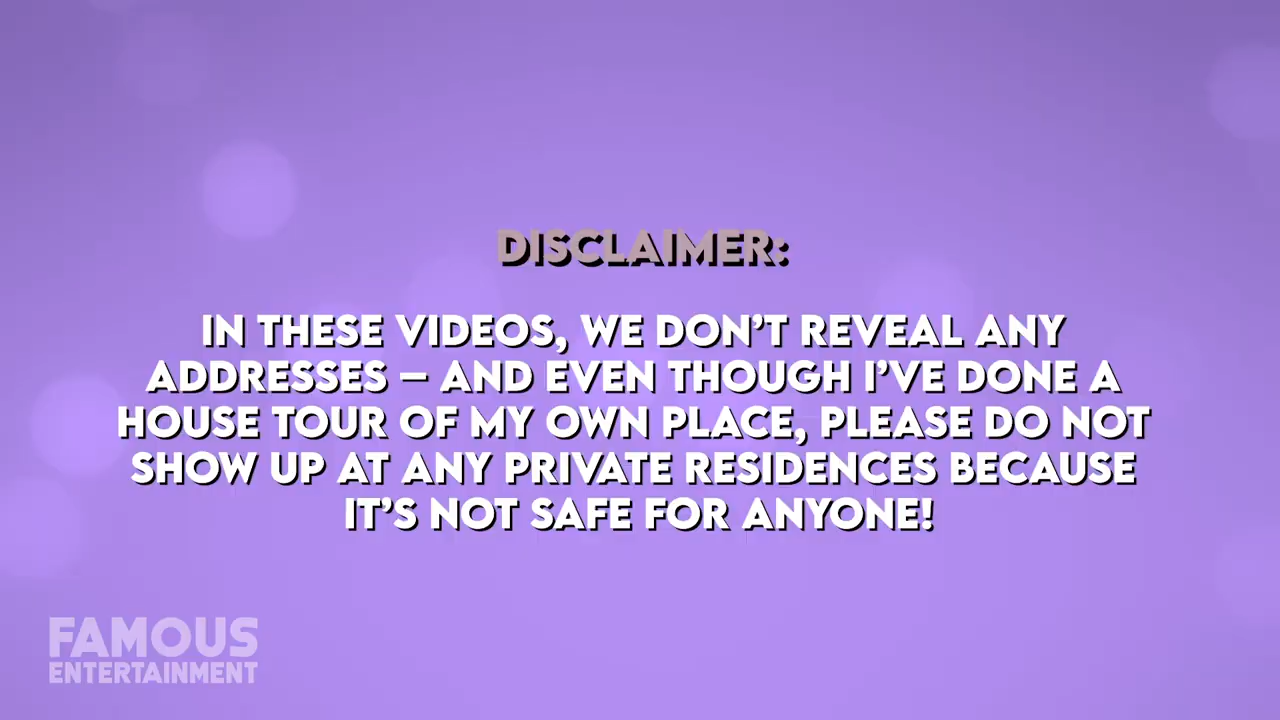 DISCLAIMER:
IN THESE VIDEOS, WE DON'T REVEAL ANY
ADDRESSES – AND EVEN THOUGH I'VE DONE A
HOUSE TOUR OF MY OWN PLACE, PLEASE DO NOT
SHOW UP AT ANY PRIVATE RESIDENCES BECAUSE
IT'S NOT SAFE FOR ANYONE!
FAMOUS
ENTERTAINMENT